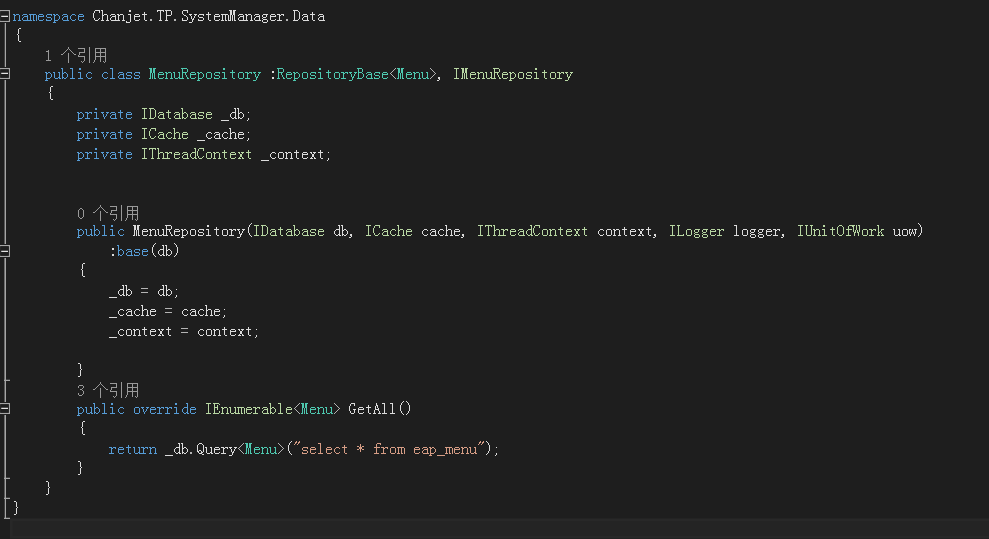 namespace Chanjet.TP.SystemManager.Data
{
1 个引用
public class MenuRepository :RepositoryBase<Menu>, IMenuRepository
{
private IDatabase _db;
private ICache _cache;
private IThreadContext _context;
0 个引用
public MenuRepository(IDatabase db, ICache cache, IThreadContext context, ILogger logger, IUnitOfWork uow)
:base(db)
{
_db = db;
_cache = cache;
_context = context;
}
3 个引用
public override IEnumerable<Menu> GetAll()
{
return _db.Query<Menu>("select * from eap_menu");
}
}
}